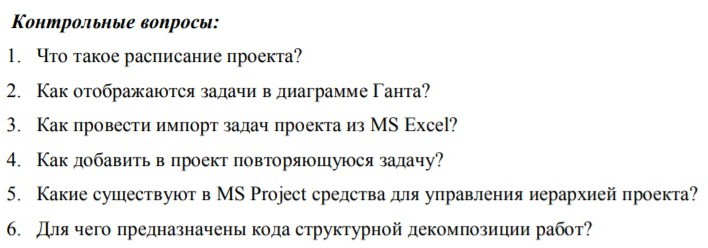 Контрольные вопросы:
1. Что такое расписание проекта?
2. Как отображаются задачи в диаграмме Ганта?
3. Как провести импорт задач проекта из MS Excel?
4. Как добавить в проект повторяющуюся задачу?
5. Какие существуют в MS Project средства для управления иерархией проекта?
6. Для чего предназначены кода структурной декомпозиции работ?